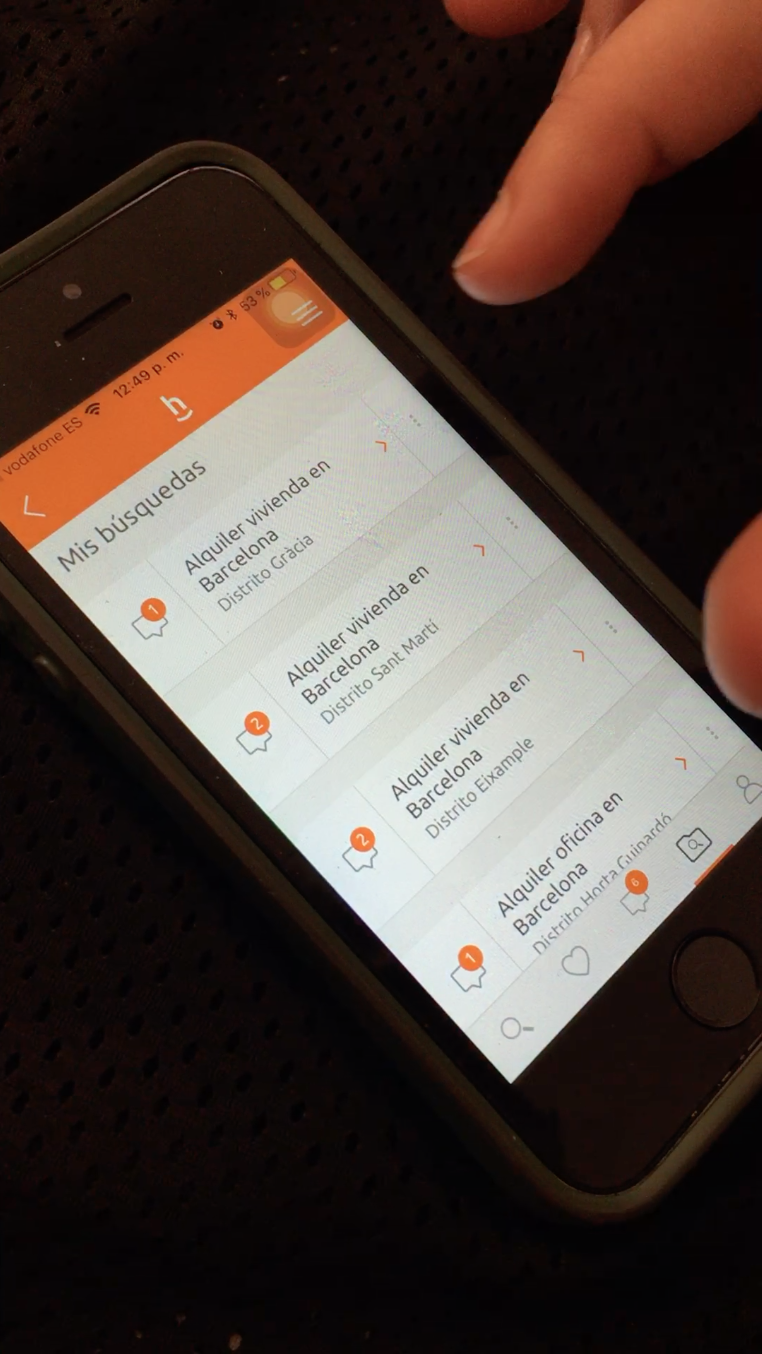 vodafone ES 12:49 p. m. 53 %
h
Mis búsquedas
1
Alquiler vivienda en
Barcelona
Distrito Gràcia
2
Alquiler vivienda en
Barcelona
Distrito Sant Martí
2
Alquiler vivienda en
Barcelona
Distrito Eixample
1
Alquiler oficina en
Barcelona
Distrito Horta Guinardó
6